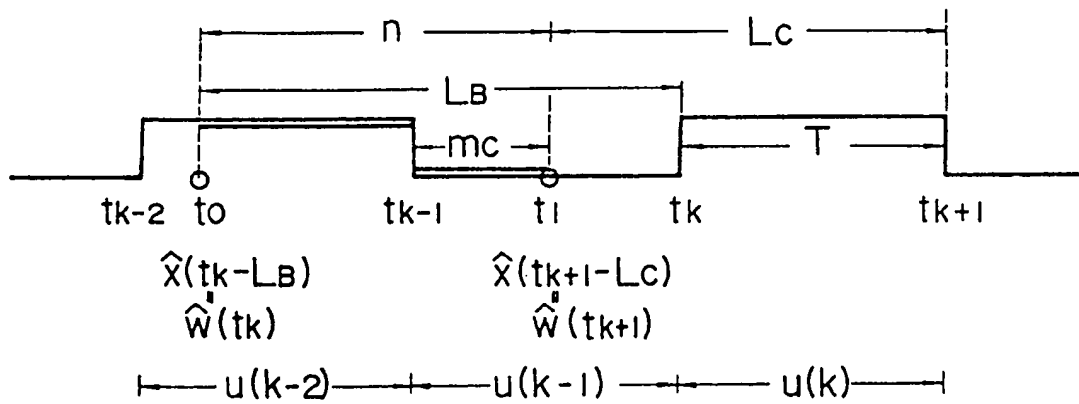 n LC
LB
mc T
tk-2 to tk-1 t1 tk tk+1
x̂(tk-LB) x̂(tk+1-LC)
" "
ŵ(tk) ŵ(tk+1)
u(k-2) u(k-1) u(k)